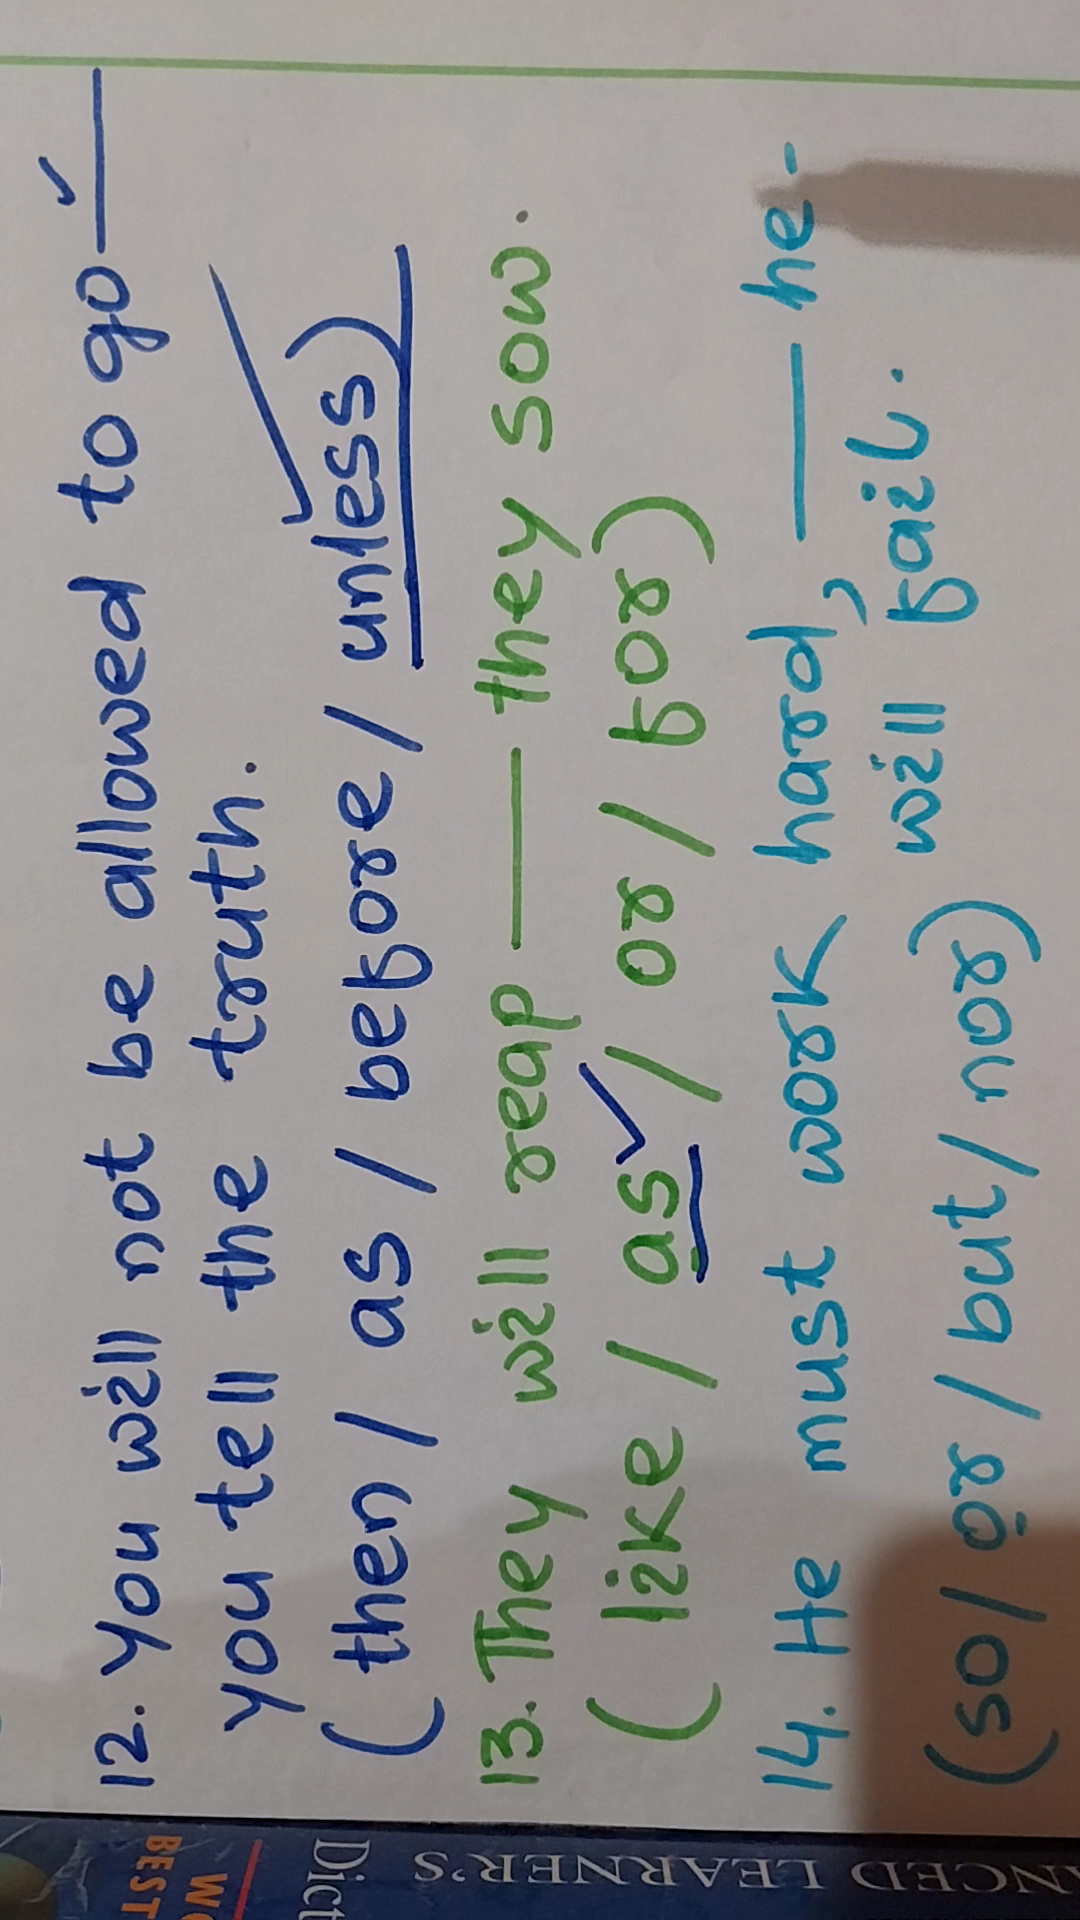 12. You will not be allowed to go ——
you tell the truth.
(then / as / before / unless)
13. They will reap —— they sow.
(like / as / or / for)
14. He must work hard, —— he
will fail.
(so / or / but / nor)
BEST
Dict
ANCED LEARNER'S